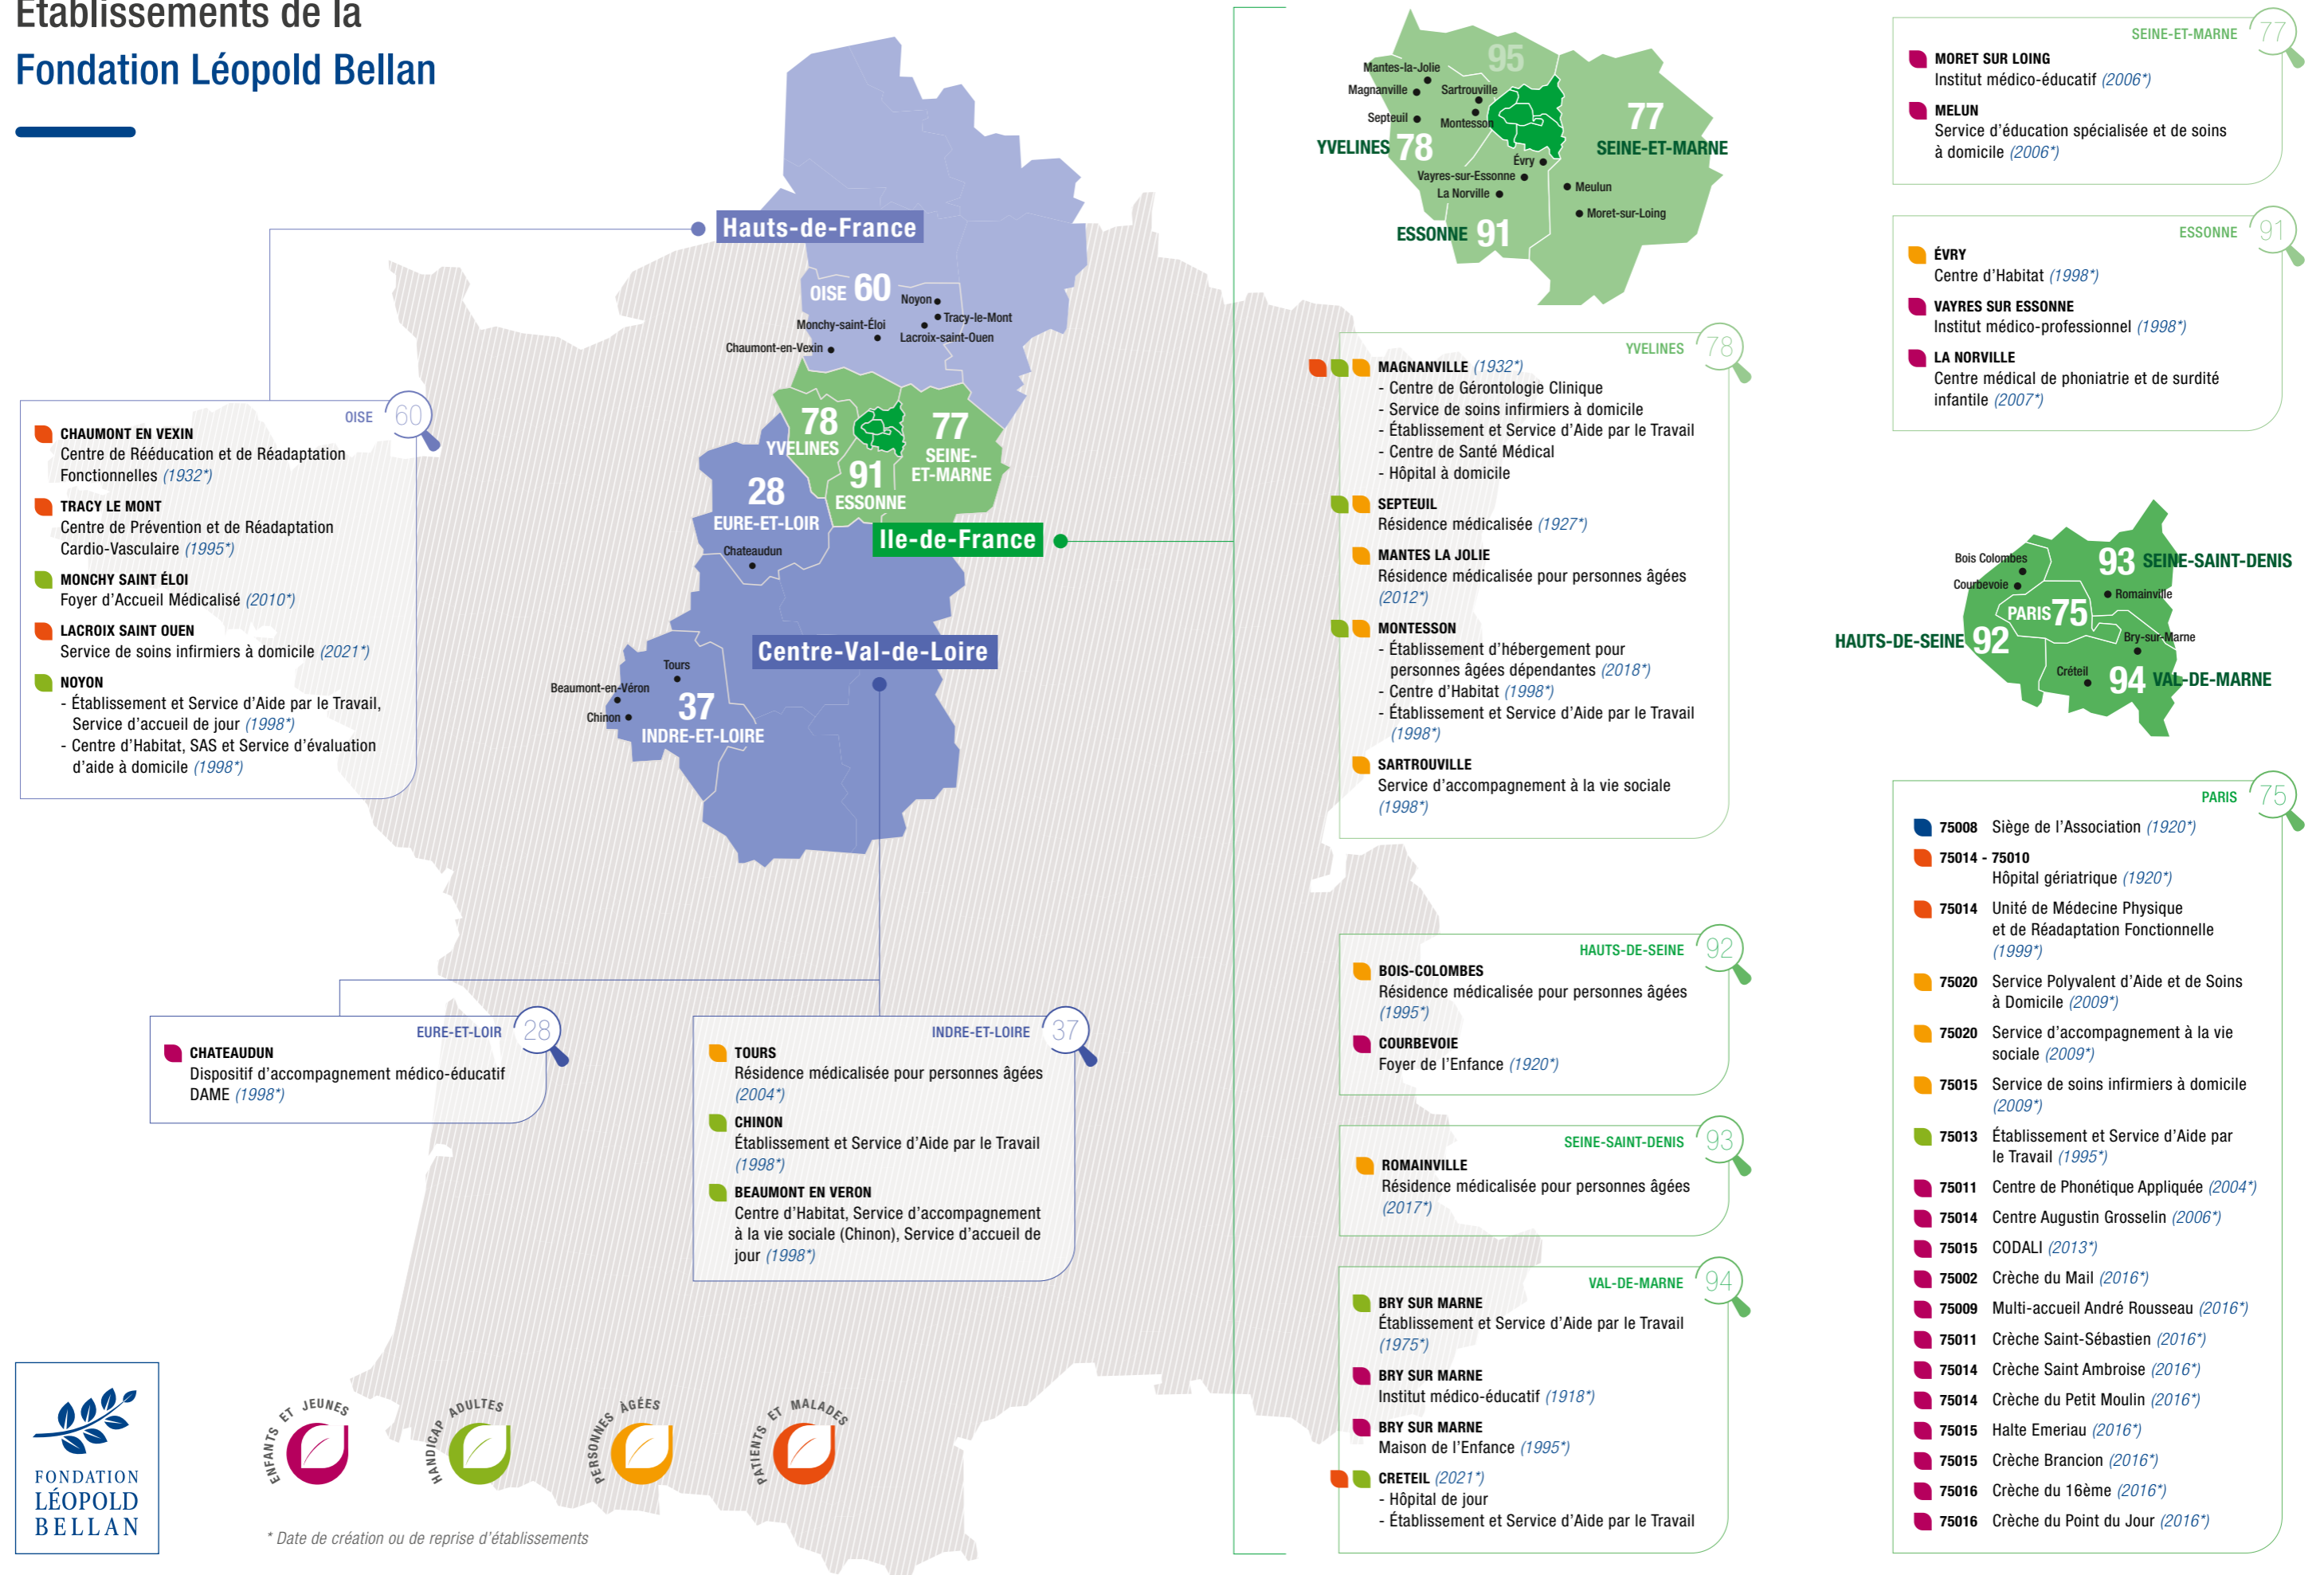 Etablissements de la
Fondation Léopold Bellan
Hauts-de-France
OISE 60
Noyon
Tracy-le-Mont
Monchy-saint-Éloi
Lacroix-saint-Ouen
Chaumont-en-Vexin
78
YVELINES
77
SEINE-
ET-MARNE
91
ESSONNE
28
EURE-ET-LOIR
Ile-de-France
Chateaudun
Centre-Val-de-Loire
Tours
Beaumont-en-Véron
Chinon
37
INDRE-ET-LOIRE
OISE 60
CHAUMONT EN VEXIN
Centre de Rééducation et de Réadaptation
Fonctionnelles (1932*)
TRACY LE MONT
Centre de Prévention et de Réadaptation
Cardio-Vasculaire (1995*)
MONCHY SAINT ÉLOI
Foyer d'Accueil Médicalisé (2010*)
LACROIX SAINT OUEN
Service de soins infirmiers à domicile (2021*)
NOYON
- Établissement et Service d'Aide par le Travail,
Service d'accueil de jour (1998*)
- Centre d'Habitat, SAS et Service d'évaluation
d'aide à domicile (1998*)
EURE-ET-LOIR 28
CHATEAUDUN
Dispositif d'accompagnement médico-éducatif
DAME (1998*)
INDRE-ET-LOIRE 37
TOURS
Résidence médicalisée pour personnes âgées
(2004*)
CHINON
Établissement et Service d'Aide par le Travail
(1998*)
BEAUMONT EN VERON
Centre d'Habitat, Service d'accompagnement
à la vie sociale (Chinon), Service d'accueil de
jour (1998*)
95
Mantes-la-Jolie
Magnanville
Sartrouville
Septeuil
Montesson
YVELINES 78
77
SEINE-ET-MARNE
Évry
Vayres-sur-Essonne
La Norville
Meulun
Moret-sur-Loing
ESSONNE 91
YVELINES 78
MAGNANVILLE (1932*)
- Centre de Gérontologie Clinique
- Service de soins infirmiers à domicile
- Établissement et Service d'Aide par le Travail
- Centre de Santé Médical
- Hôpital à domicile
SEPTEUIL
Résidence médicalisée (1927*)
MANTES LA JOLIE
Résidence médicalisée pour personnes âgées
(2012*)
MONTESSON
- Établissement d'hébergement pour
personnes âgées dépendantes (2018*)
- Centre d'Habitat (1998*)
- Établissement et Service d'Aide par le Travail
(1998*)
SARTROUVILLE
Service d'accompagnement à la vie sociale
(1998*)
HAUTS-DE-SEINE 92
BOIS-COLOMBES
Résidence médicalisée pour personnes âgées
(1995*)
COURBEVOIE
Foyer de l'Enfance (1920*)
SEINE-SAINT-DENIS 93
ROMAINVILLE
Résidence médicalisée pour personnes âgées
(2017*)
VAL-DE-MARNE 94
BRY SUR MARNE
Établissement et Service d'Aide par le Travail
(1975*)
BRY SUR MARNE
Institut médico-éducatif (1918*)
BRY SUR MARNE
Maison de l'Enfance (1995*)
CRETEIL (2021*)
- Hôpital de jour
- Établissement et Service d'Aide par le Travail
SEINE-ET-MARNE 77
MORET SUR LOING
Institut médico-éducatif (2006*)
MELUN
Service d'éducation spécialisée et de soins
à domicile (2006*)
ESSONNE 91
ÉVRY
Centre d'Habitat (1998*)
VAYRES SUR ESSONNE
Institut médico-professionnel (1998*)
LA NORVILLE
Centre médical de phoniatrie et de surdité
infantile (2007*)
Bois Colombes
Courbevoie
93 SEINE-SAINT-DENIS
Romainville
PARIS 75
HAUTS-DE-SEINE 92
Bry-sur-Marne
Créteil
94 VAL-DE-MARNE
PARIS 75
75008 Siège de l'Association (1920*)
75014 - 75010
Hôpital gériatrique (1920*)
75014 Unité de Médecine Physique
et de Réadaptation Fonctionnelle
(1999*)
75020 Service Polyvalent d'Aide et de Soins
à Domicile (2009*)
75020 Service d'accompagnement à la vie
sociale (2009*)
75015 Service de soins infirmiers à domicile
(2009*)
75013 Établissement et Service d'Aide par
le Travail (1995*)
75011 Centre de Phonétique Appliquée (2004*)
75014 Centre Augustin Grosselin (2006*)
75015 CODALI (2013*)
75002 Crèche du Mail (2016*)
75009 Multi-accueil André Rousseau (2016*)
75011 Crèche Saint-Sébastien (2016*)
75014 Crèche Saint Ambroise (2016*)
75014 Crèche du Petit Moulin (2016*)
75015 Halte Emeriau (2016*)
75015 Crèche Brancion (2016*)
75016 Crèche du 16ème (2016*)
75016 Crèche du Point du Jour (2016*)
FONDATION
LÉOPOLD
BELLAN
ENFANTS ET JEUNES
HANDICAP ADULTES
PERSONNES ÂGÉES
PATIENTS ET MALADES
* Date de création ou de reprise d'établissements